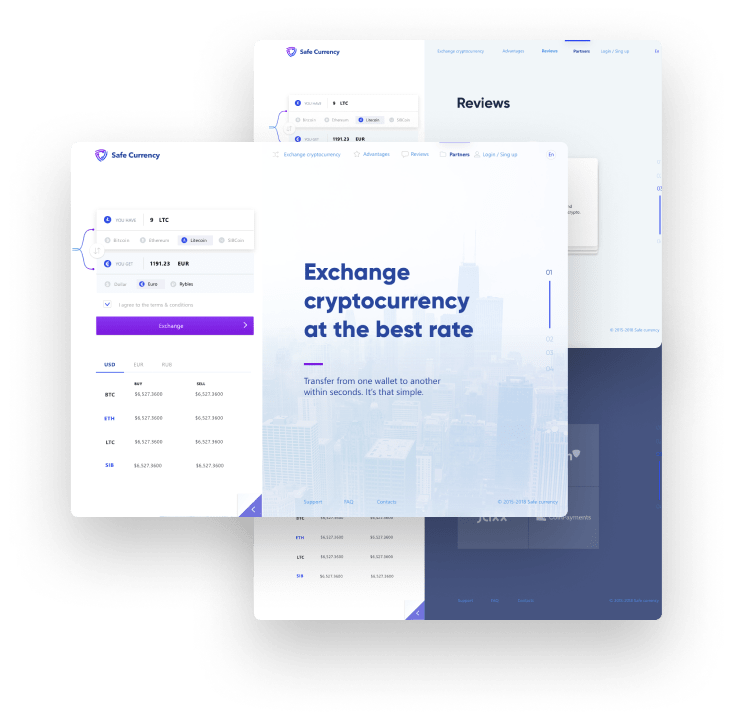 Safe Currency
Exchange cryptocurrency Advantages Reviews Partners Login / Sing up En
Reviews
YOU HAVE 9 LTC
Bitcoin Ethereum Litecoin SIBCoin
1191.23 EUR
03
© 2015-2018 Safe currency
Safe Currency
Exchange cryptocurrency Advantages Reviews Partners Login / Sing up En
YOU HAVE 9 LTC
Bitcoin Ethereum Litecoin SIBCoin
YOU GET 1191.23 EUR
Dollar Euro Rybles
I agree to the terms & conditions
Exchange
USD EUR RUB
BUY SELL
BTC $6,527.3600 $6,527.3600
ETH $6,527.3600 $6,527.3600
LTC $6,527.3600 $6,527.3600
SIB $6,527.3600 $6,527.3600
Exchange
cryptocurrency
at the best rate
Transfer from one wallet to another
within seconds. It's that simple.
01
02
03
04
Support FAQ Contacts © 2015-2018 Safe currency
BTC $6,527.3600 $6,527.3600
ETH $6,527.3600 $6,527.3600
LTC $6,527.3600 $6,527.3600
SIB $6,527.3600 $6,527.3600
Support FAQ Contacts © 2015-2018 Safe currency